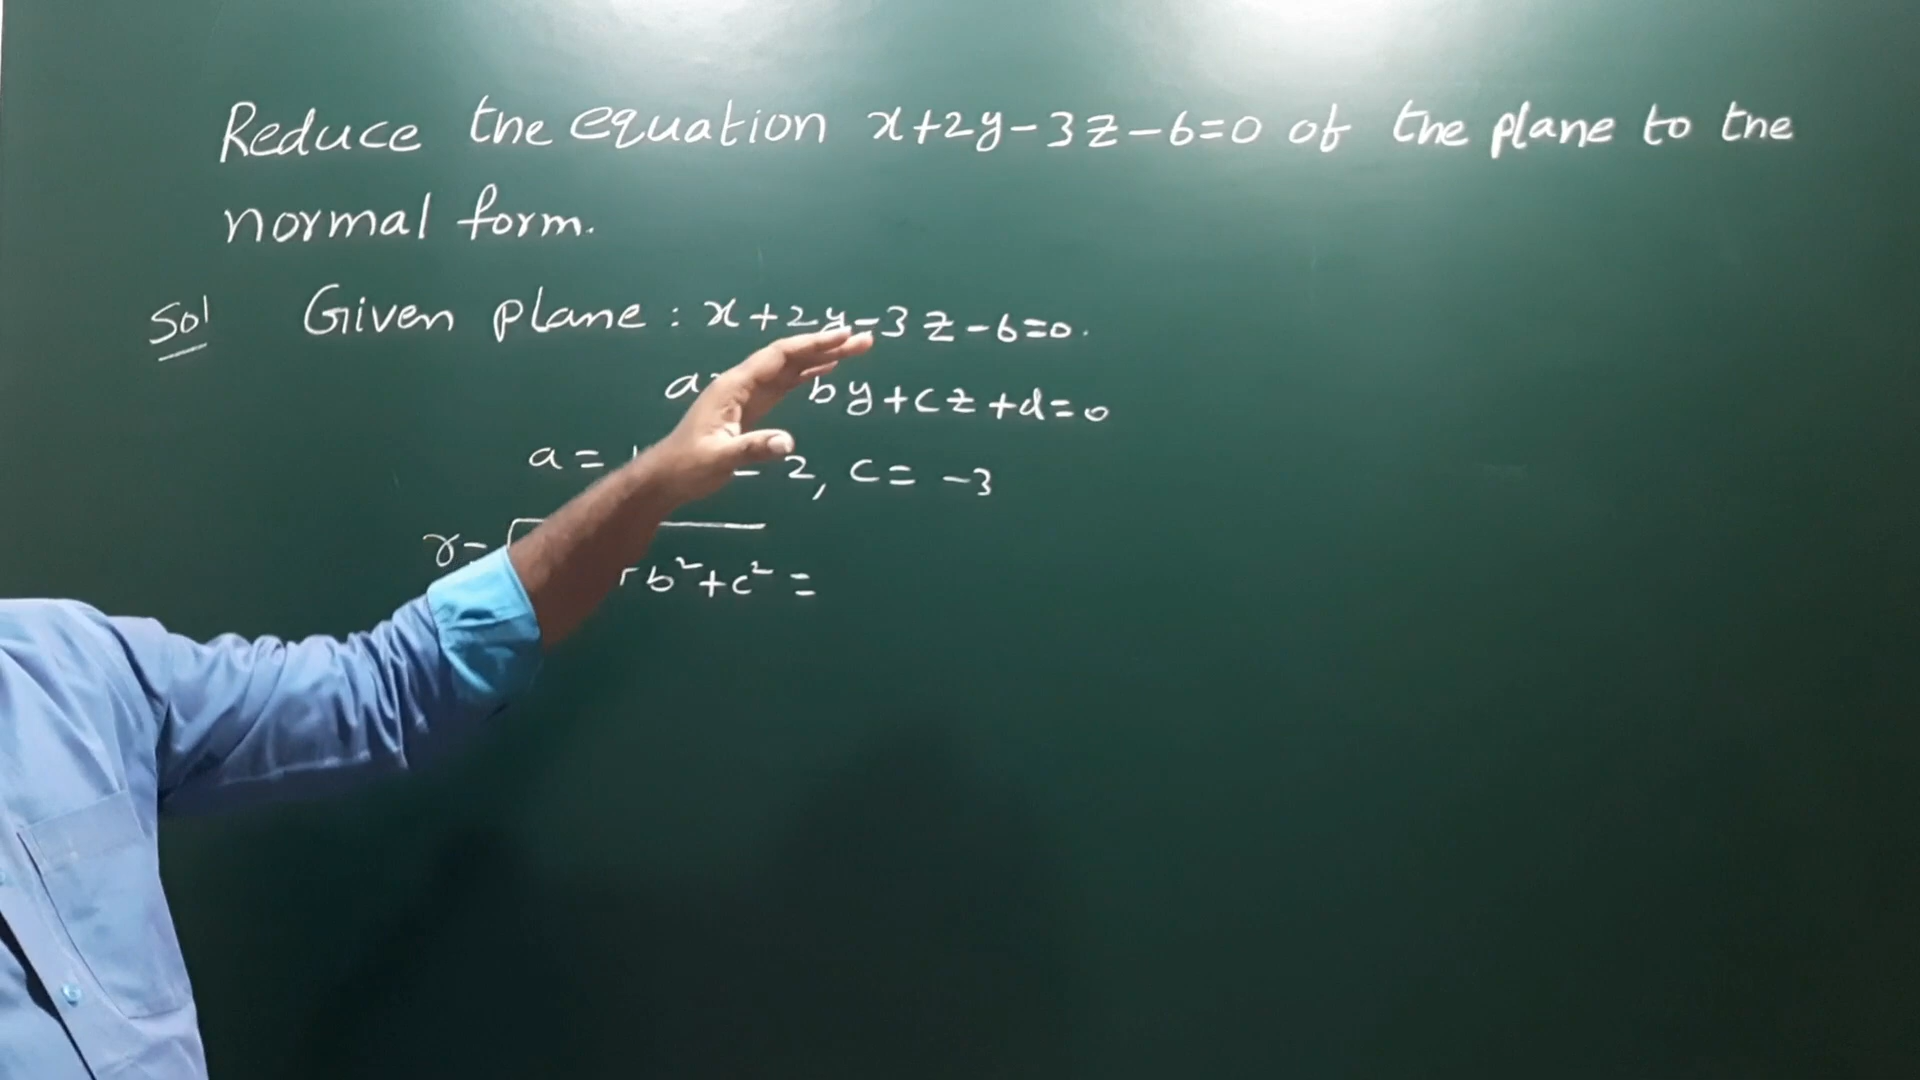 Reduce the equation x+2y-3z-6=0 of the plane to the
normal form.
Sol Given plane : x+2y-3z-6=0.
a by+cz+d=0
a= 2, c= -3
r= b²+c² =